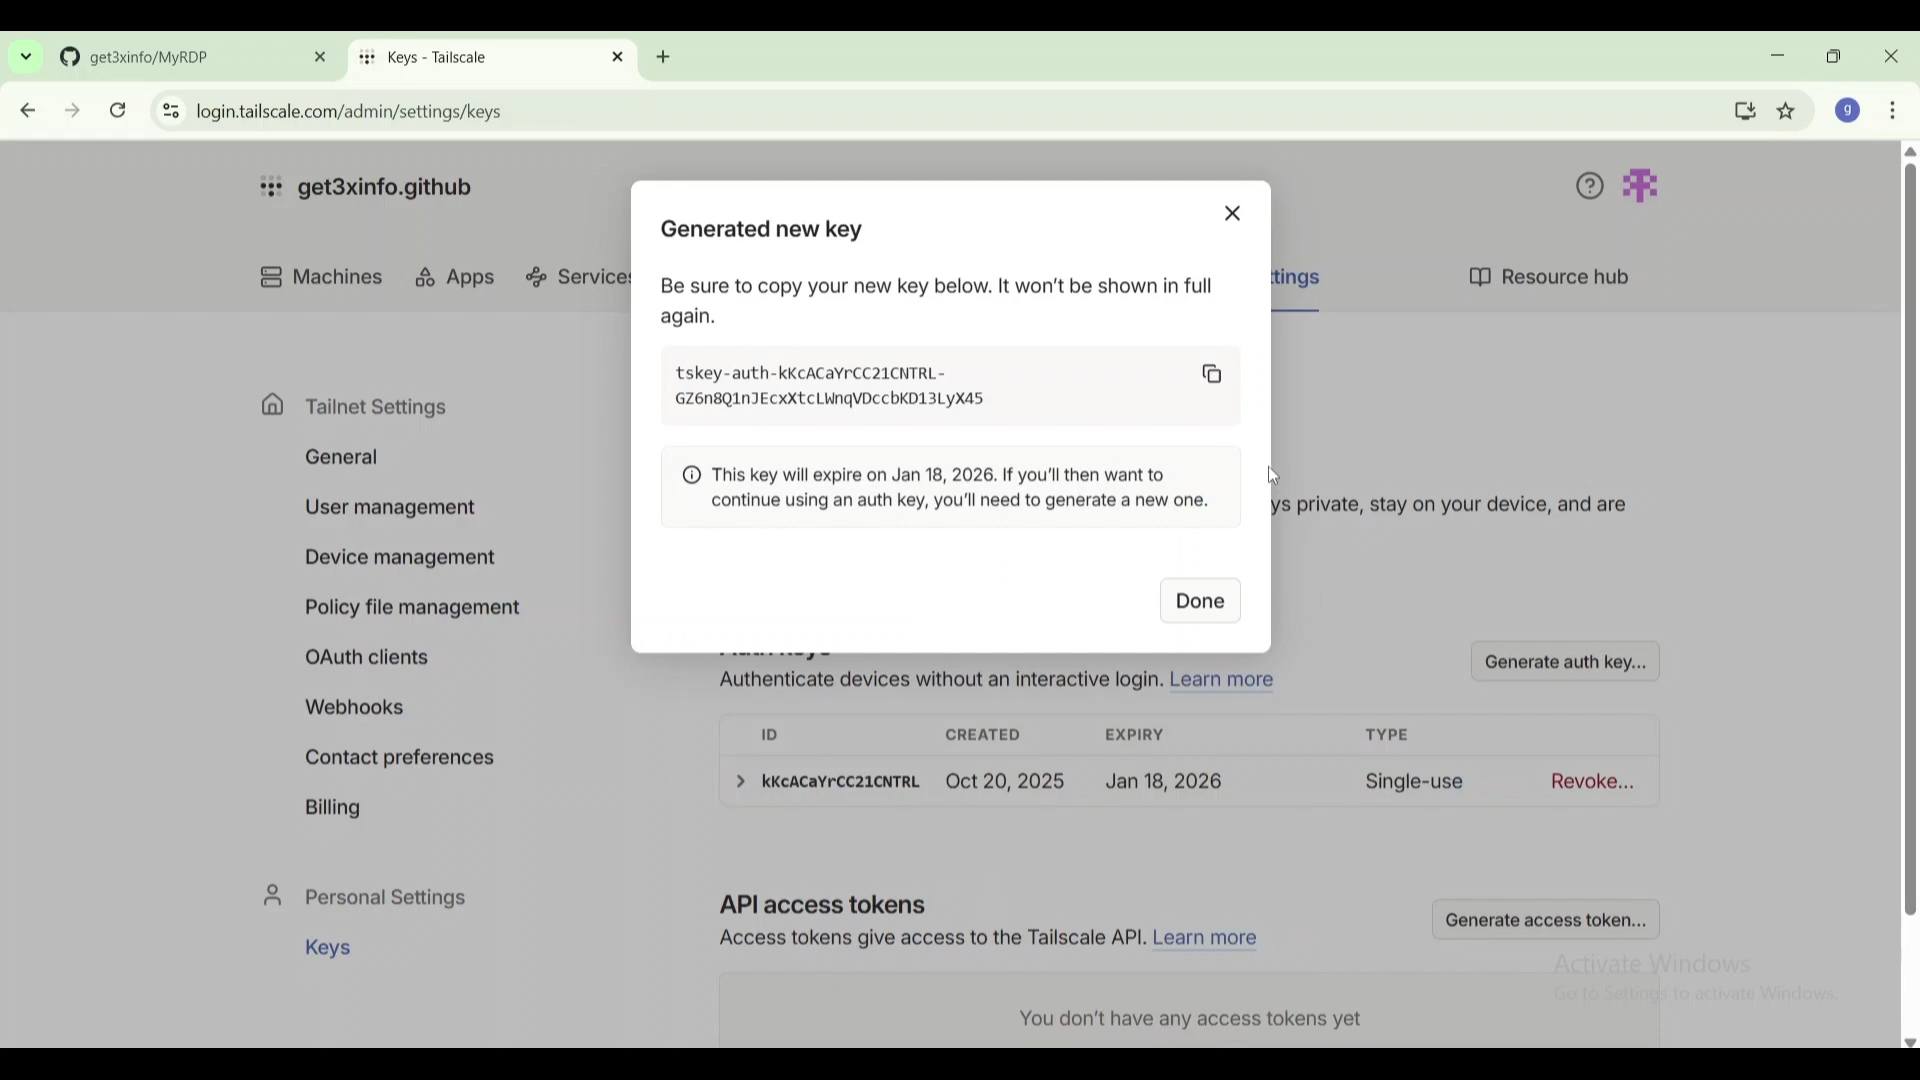 get3xinfo/MyRDP
Keys - Tailscale
login.tailscale.com/admin/settings/keys
g
get3xinfo.github
Machines
Apps
Services
tings
Resource hub
Generated new key
Be sure to copy your new key below. It won't be shown in full
again.
tskey-auth-kKcACaYrCC21CNTRL-
GZ6n8Q1nJEcxXtcLWnqVDccbKD13LyX45
This key will expire on Jan 18, 2026. If you'll then want to
continue using an auth key, you'll need to generate a new one.
Done
Tailnet Settings
General
User management
Device management
Policy file management
OAuth clients
Webhooks
Contact preferences
Billing
Personal Settings
Keys
ys private, stay on your device, and are
Auth keys
Generate auth key...
Authenticate devices without an interactive login. Learn more
ID CREATED EXPIRY TYPE
kKcACaYrCC21CNTRL Oct 20, 2025 Jan 18, 2026 Single-use Revoke...
API access tokens
Generate access token...
Access tokens give access to the Tailscale API. Learn more
You don't have any access tokens yet
Activate Windows
Go to Settings to activate Windows.